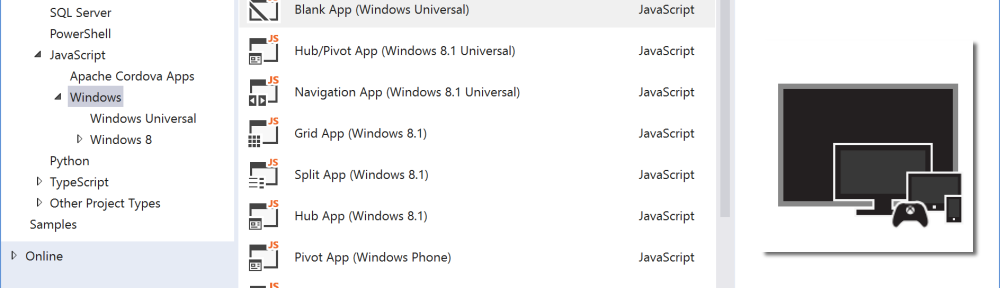 SQL Server
PowerShell
JavaScript
Apache Cordova Apps
Windows
Windows Universal
Windows 8
Python
TypeScript
Other Project Types
Samples
Online
JS Blank App (Windows Universal) JavaScript
JS Hub/Pivot App (Windows 8.1 Universal) JavaScript
JS Navigation App (Windows 8.1 Universal) JavaScript
JS Grid App (Windows 8.1) JavaScript
JS Split App (Windows 8.1) JavaScript
JS Hub App (Windows 8.1) JavaScript
JS Pivot App (Windows Phone) JavaScript
JS